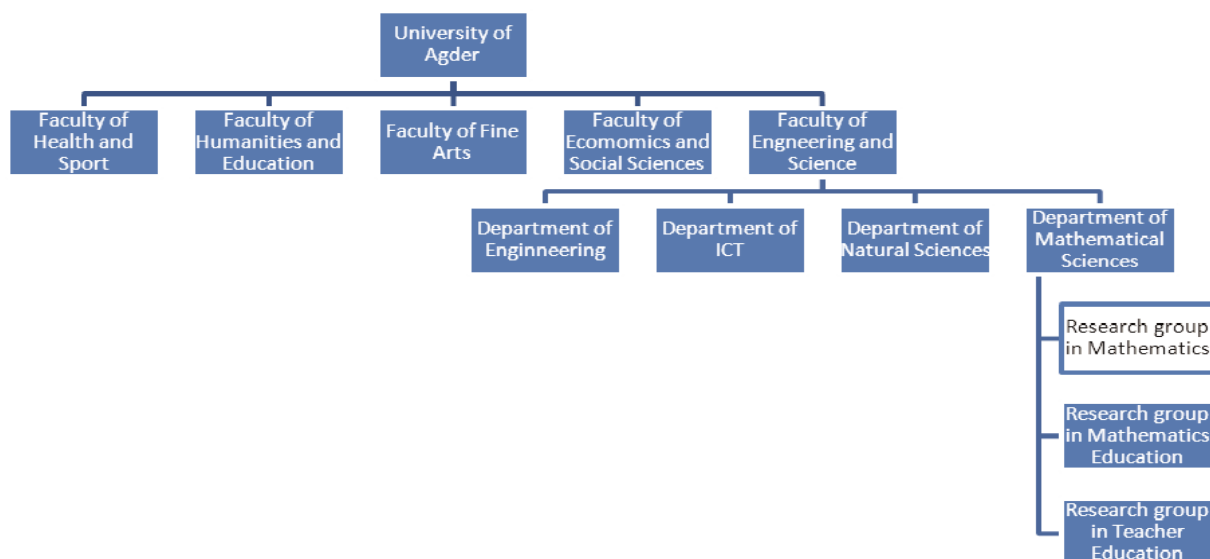 University of
Agder
Faculty of
Health and
Sport
Faculty of
Humanities and
Education
Faculty of Fine
Arts
Faculty of
Ecomomics and
Social Sciences
Faculty of
Engneering and
Science
Department of
Enginneering
Department of
ICT
Department of
Natural Sciences
Department of
Mathematical
Sciences
Research group
in Mathematics
Research group
in Mathematics
Education
Research group
in Teacher
Education